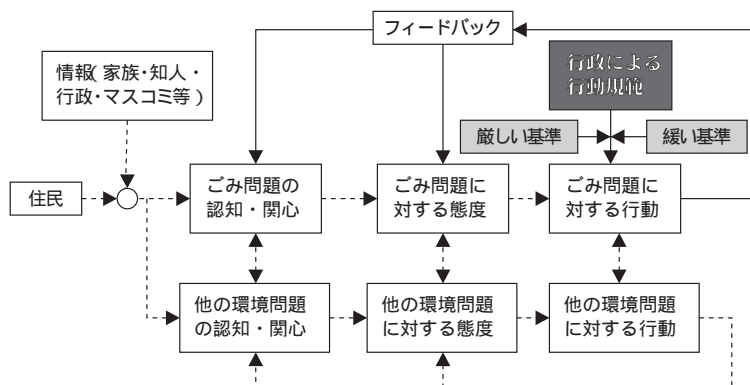 フィードバック
情報(家族・知人・
行政・マスコミ等)
行政による
行動規範
厳しい基準
緩い基準
住民
ごみ問題の
認知・関心
ごみ問題に
対する態度
ごみ問題に
対する行動
他の環境問題
の認知・関心
他の環境問題
に対する態度
他の環境問題
に対する行動